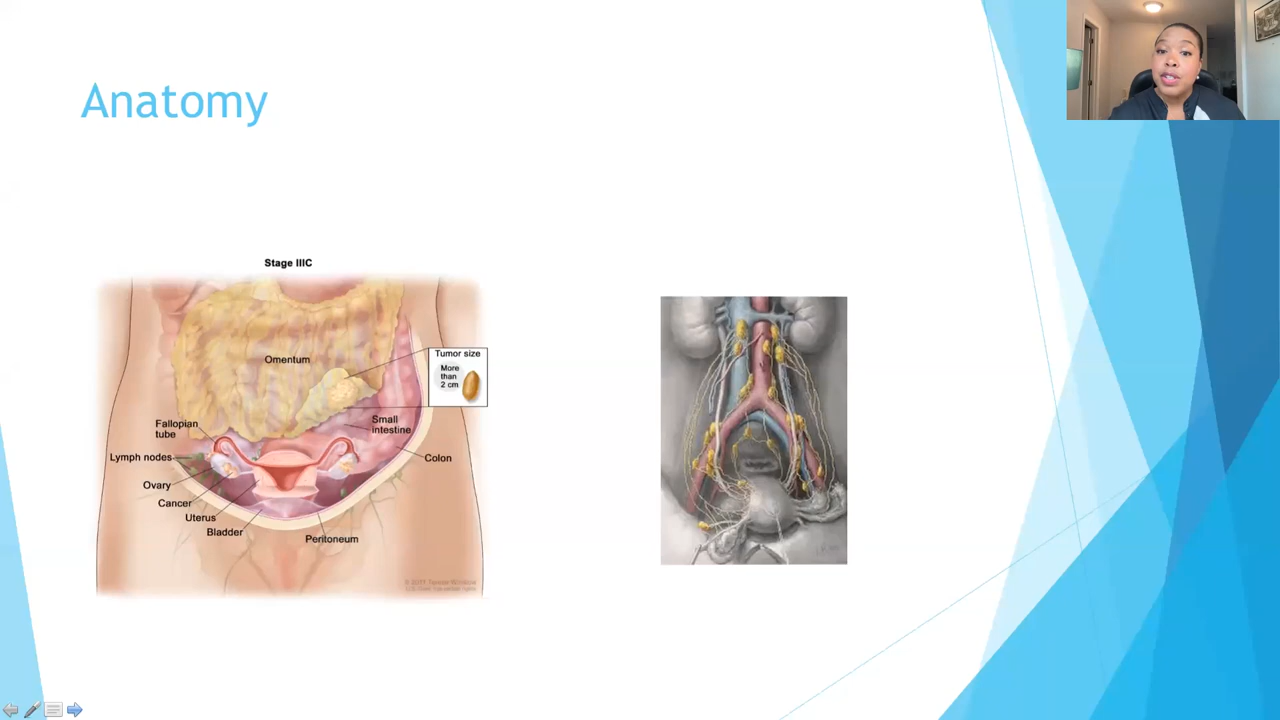 Anatomy
Stage IIIC
Omentum
Tumor size
More
than
2 cm
Fallopian
tube
Small
intestine
Lymph nodes
Colon
Ovary
Cancer
Uterus
Bladder
Peritoneum